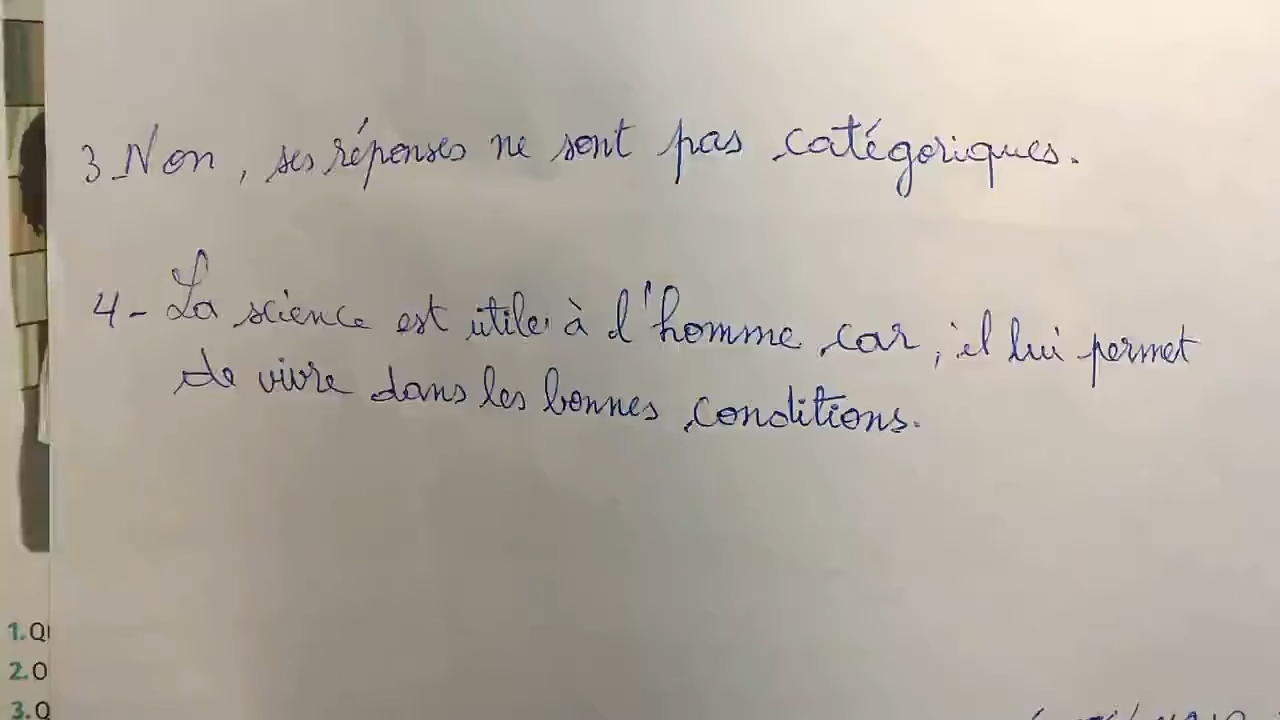 3_Non, ses réponses ne sont pas catégoriques.
4- La science est utile à l'homme car, il lui permet
de vivre dans les bonnes conditions.
1.
2.
3.Q